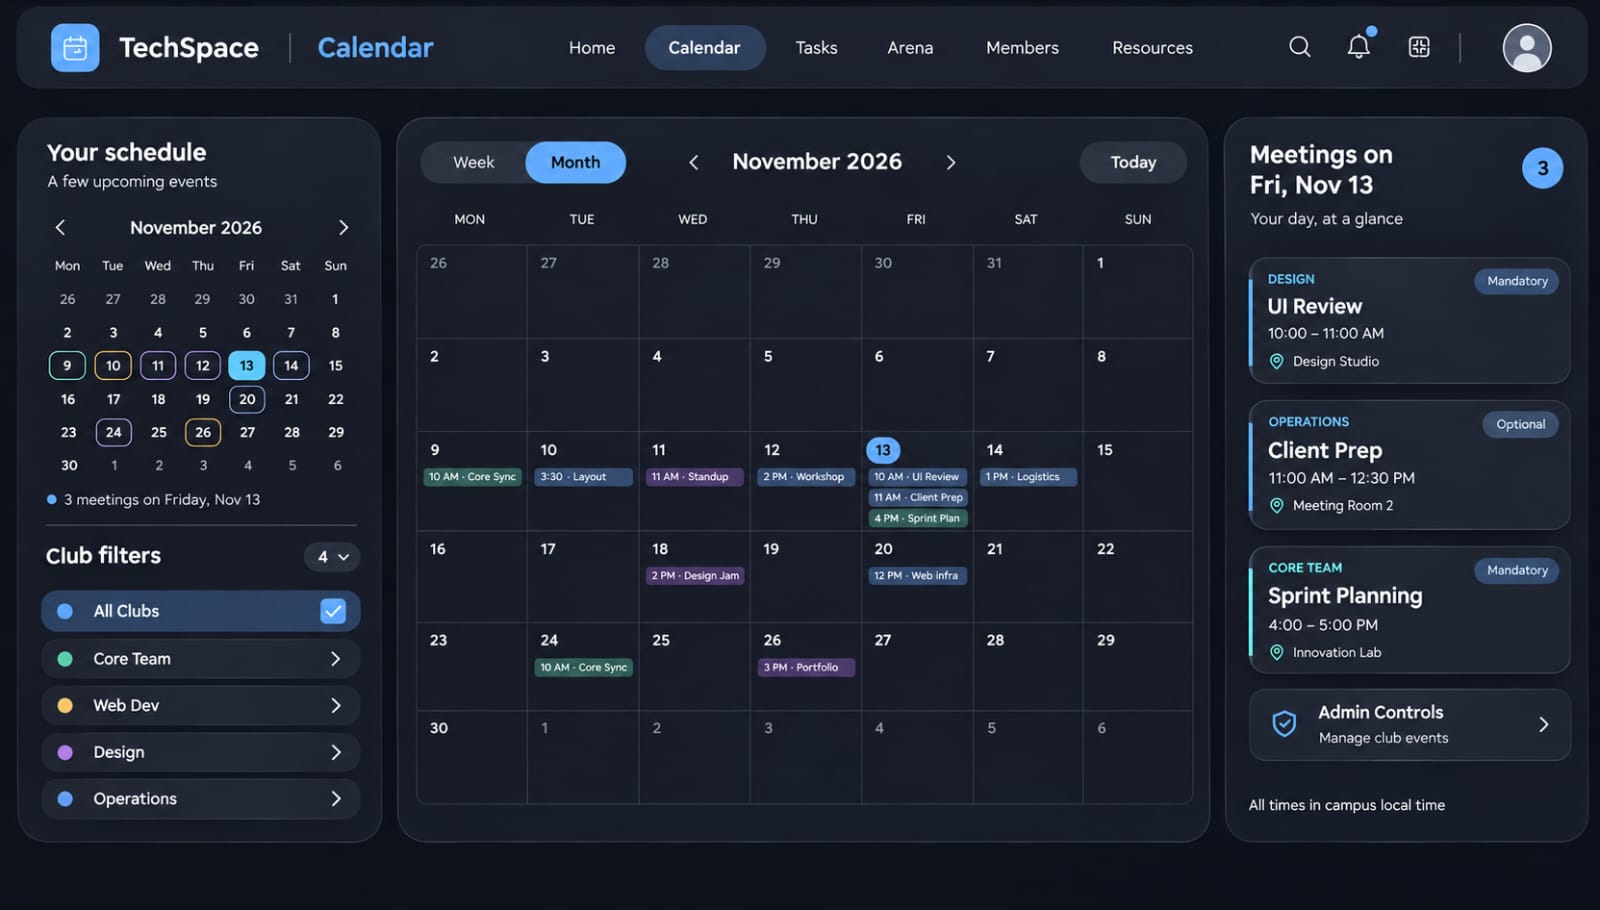 TechSpace
Calendar
Home
Calendar
Tasks
Arena
Members
Resources
Your schedule
A few upcoming events
November 2026
Mon Tue Wed Thu Fri Sat Sun
26 27 28 29 30 31 1
2 3 4 5 6 7 8
9 10 11 12 13 14 15
16 17 18 19 20 21 22
23 24 25 26 27 28 29
30 1 2 3 4 5 6
3 meetings on Friday, Nov 13
Club filters
4
All Clubs
Core Team
Web Dev
Design
Operations
Week
Month
November 2026
Today
MON TUE WED THU FRI SAT SUN
26 27 28 29 30 31 1
2 3 4 5 6 7 8
9 10 11 12 13 14 15
10 AM · Core Sync
3:30 · Layout
11 AM · Standup
2 PM · Workshop
10 AM · UI Review
1 PM · Logistics
11 AM · Client Prep
4 PM · Sprint Plan
16 17 18 19 20 21 22
2 PM · Design Jam
12 PM · Web infra
23 24 25 26 27 28 29
10 AM · Core Sync
3 PM · Portfolio
30 1 2 3 4 5 6
Meetings on
Fri, Nov 13
3
Your day, at a glance
DESIGN
Mandatory
UI Review
10:00 – 11:00 AM
Design Studio
OPERATIONS
Optional
Client Prep
11:00 AM – 12:30 PM
Meeting Room 2
CORE TEAM
Mandatory
Sprint Planning
4:00 – 5:00 PM
Innovation Lab
Admin Controls
Manage club events
All times in campus local time